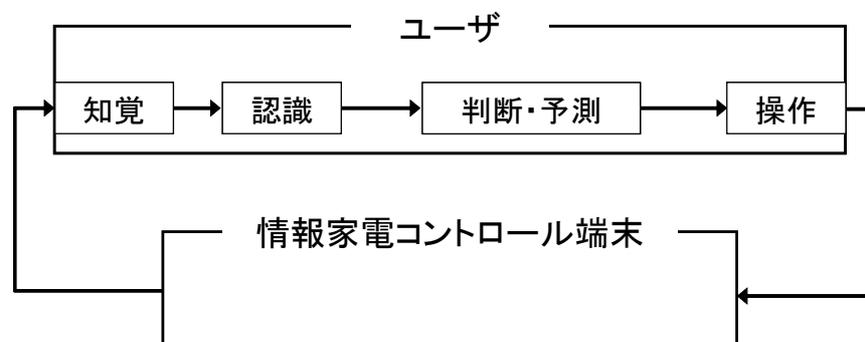 ユーザ
知覚
認識
判断・予測
操作
情報家電コントロール端末